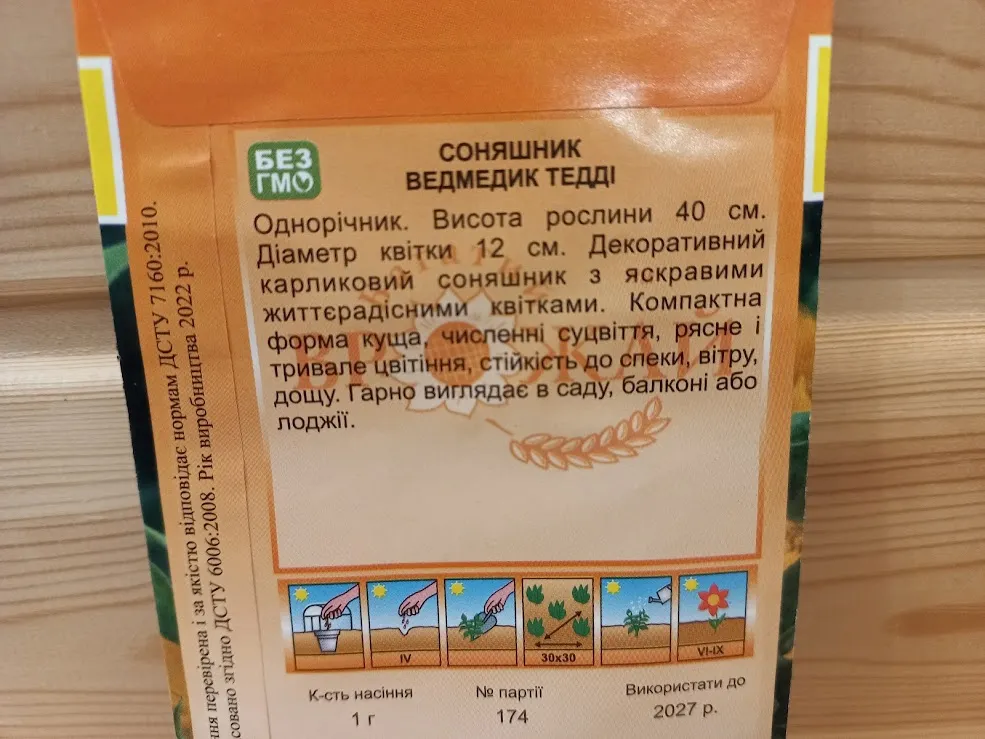 БЕЗ
ГМО
СОНЯШНИК
ВЕДМЕДИК ТЕДДІ
Однорічник. Висота рослини 40 см.
Діаметр квітки 12 см. Декоративний
карликовий соняшник з яскравими
життєрадісними квітками. Компактна
форма куща, численні суцвіття, рясне і
тривале цвітіння, стійкість до спеки, вітру,
дощу. Гарно виглядає в саду, балконі або
лоджії.
ВРОЖАЙ
IV
30x30
VI-IX
К-сть насіння
1 г
№ партії
174
Використати до
2027 р.
перевірена і за якістю відповідає нормам ДСТУ 7160:2010.
згідно ДСТУ 6006:2008. Рік виробництва 2022 р.